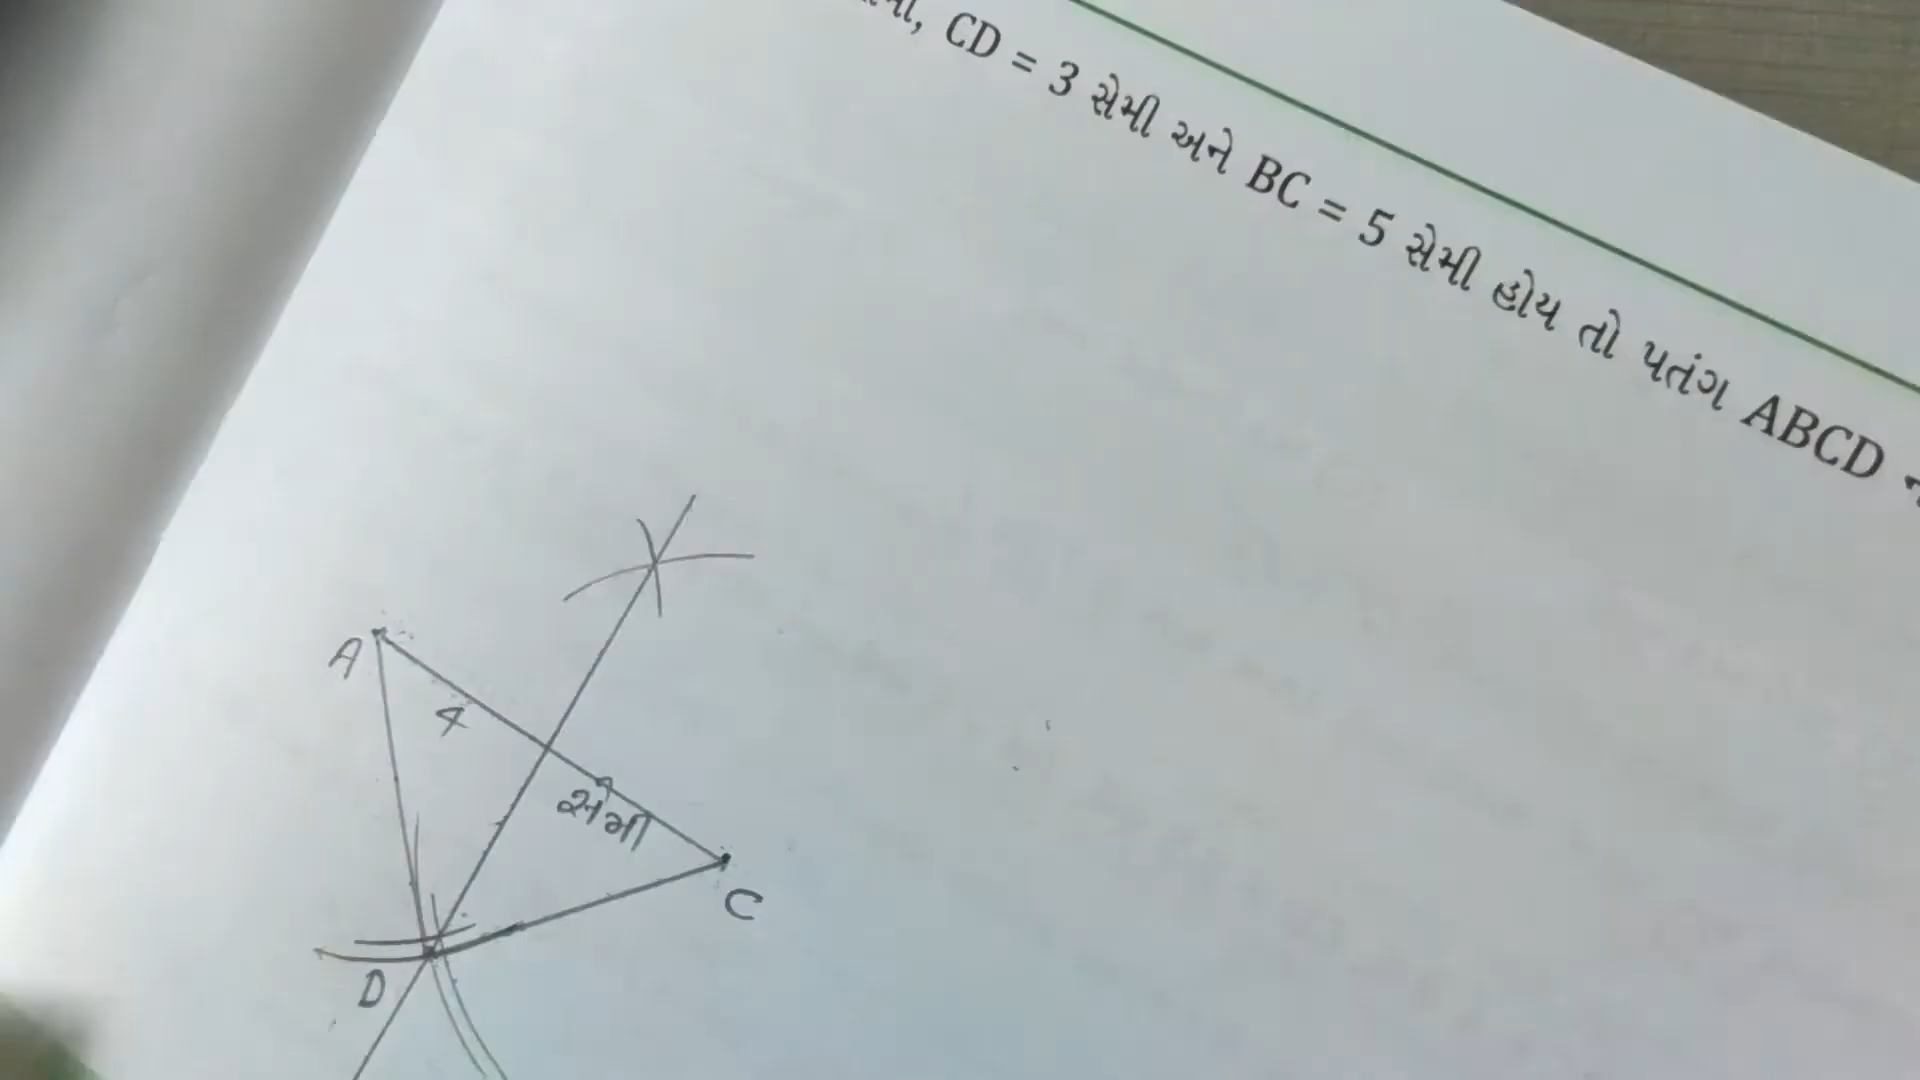 CD = 3 સેમી અને BC = 5 સેમી હોય તો પતંગ ABCD
A
4
સેમી
C
D